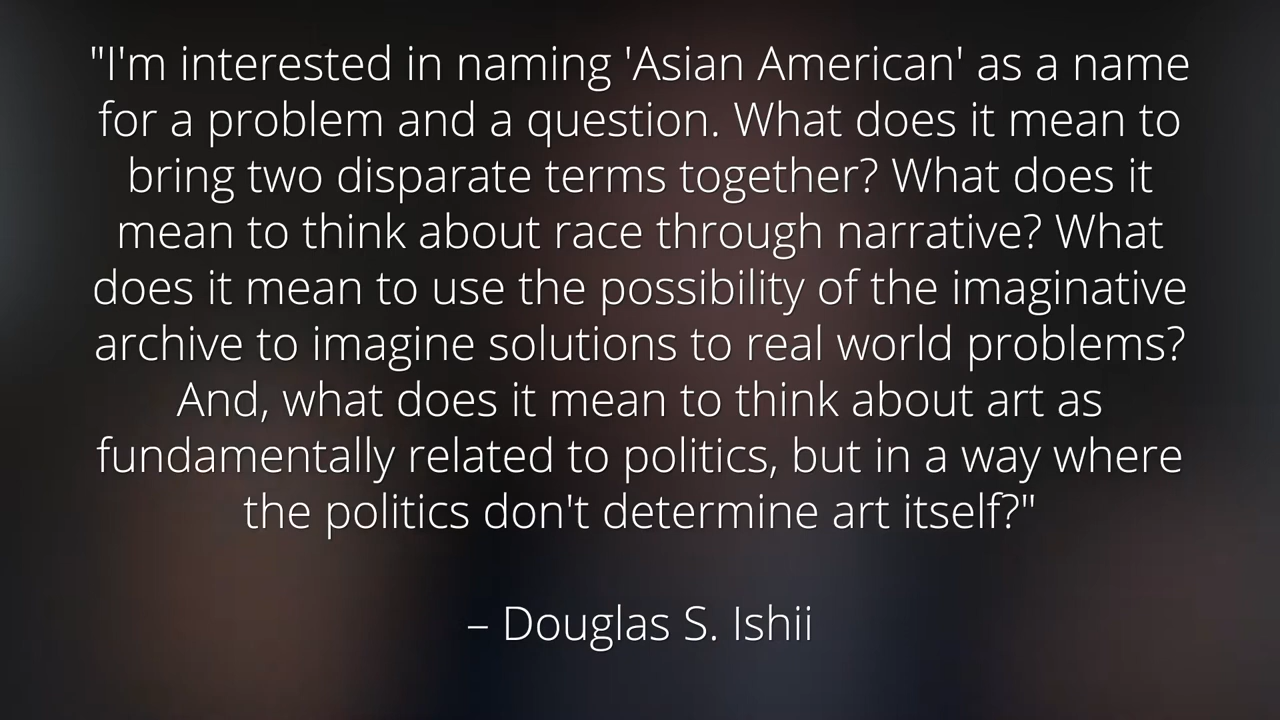 "I'm interested in naming 'Asian American' as a name
for a problem and a question. What does it mean to
bring two disparate terms together? What does it
mean to think about race through narrative? What
does it mean to use the possibility of the imaginative
archive to imagine solutions to real world problems?
And, what does it mean to think about art as
fundamentally related to politics, but in a way where
the politics don't determine art itself?"
– Douglas S. Ishii